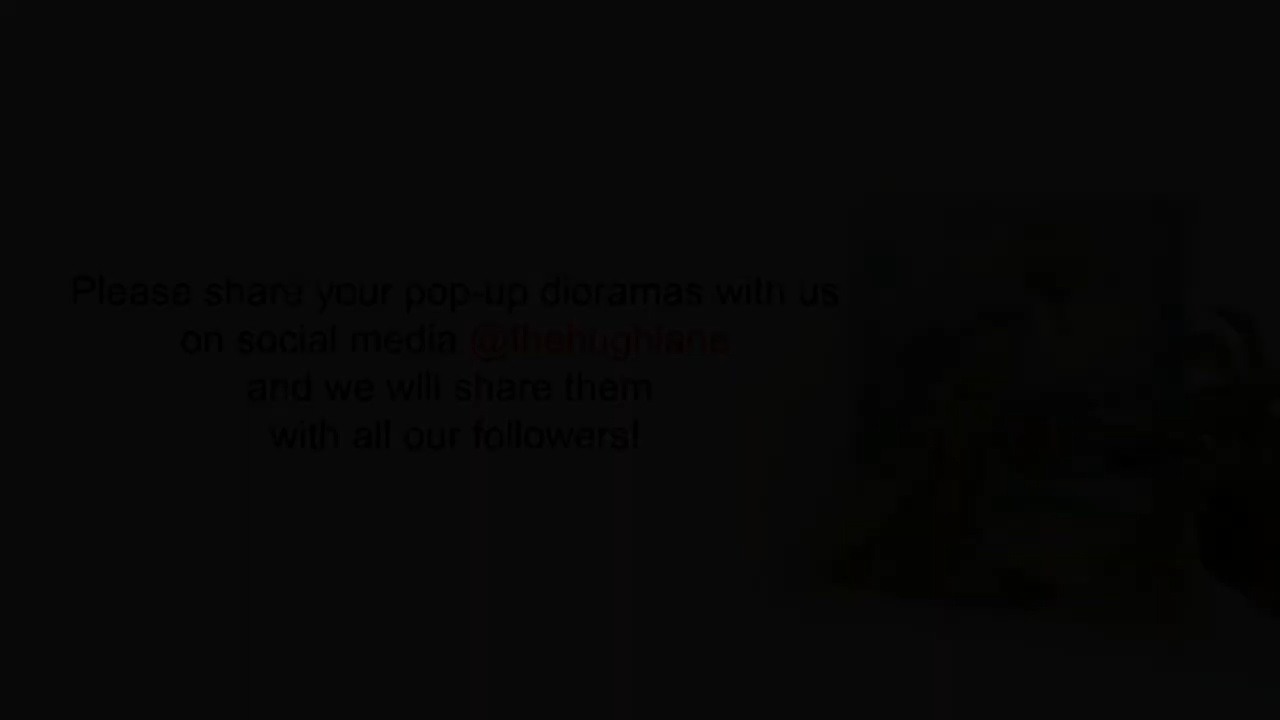 Please share your pop-up dioramas with us
on social media @thehughlane
and we will share them
with all our followers!